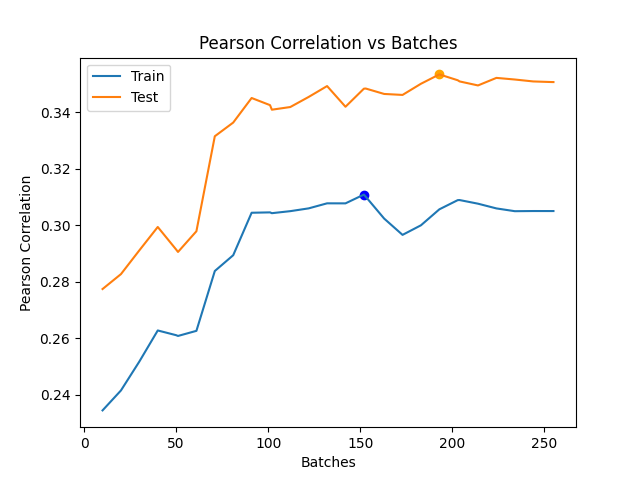 Pearson Correlation vs Batches
Train
Test
Pearson Correlation
0.34
0.32
0.30
0.28
0.26
0.24
0
50
100
150
200
250
Batches